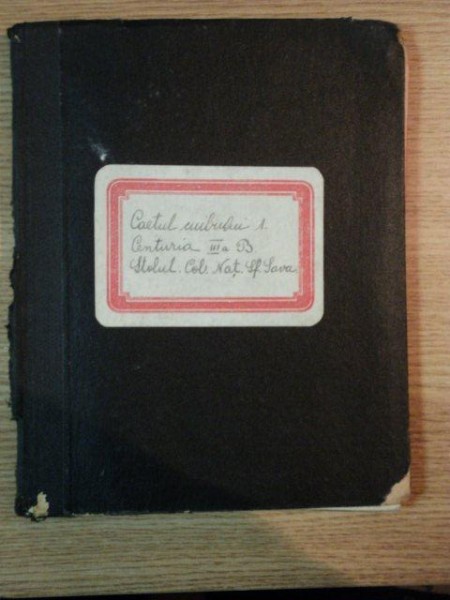 Caetul cuibului 1.
Centuria III a B
Stolul. Col. Naț. Sf. Sava